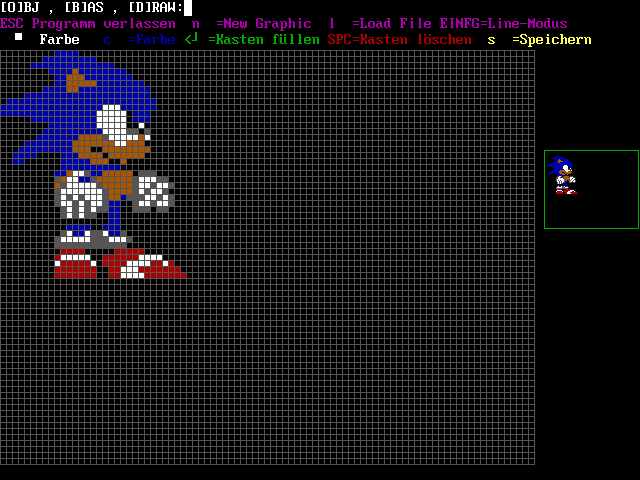 [O]BJ , [B]AS , [D]RAW:
ESC Programm verlassen n =New Graphic l =Load File EINFG=Line-Modus
Farbe c =Farbe <┘ =Kasten füllen SPC=Kasten löschen s =Speichern